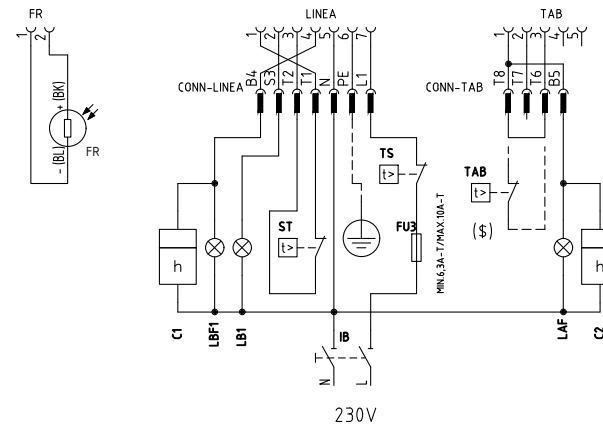 FR
1 2
+ (BK)
- (BL)
FR
LINEA
1 2 3 4 5 6 7
CONN-LINEA
B4 S3 T2 T1 N PE L1
TAB
1 2 3 4 5
CONN-TAB
T8 T7 T6 B5
TS
t>
ST
t>
FU3
MIN.6,3A-T/MAX.10A-T
TAB
t>
($)
h
h
C1
LBF1
LB1
IB
LAF
C2
N
L
230V